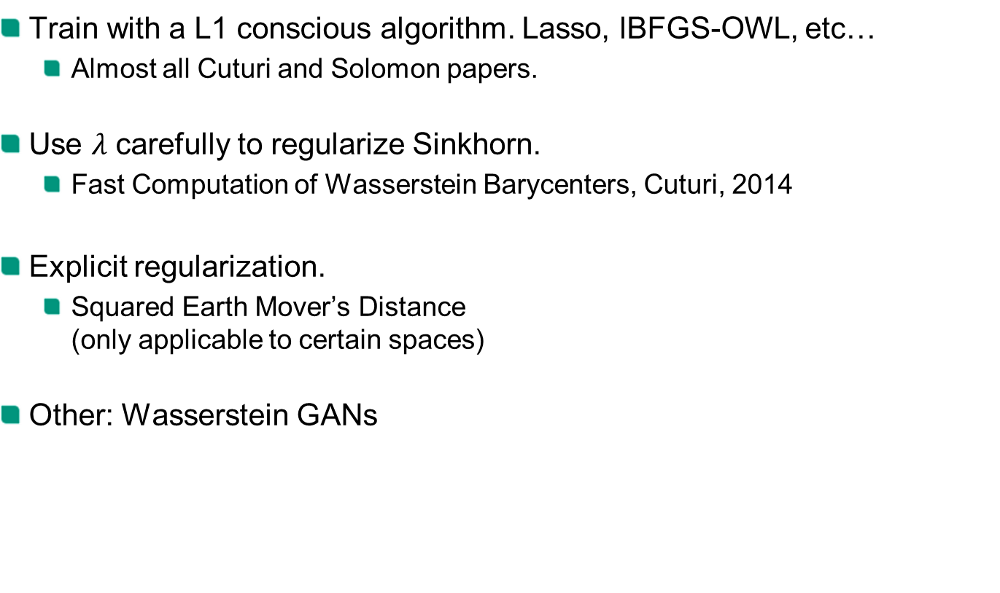 Train with a L1 conscious algorithm. Lasso, lBFGS-OWL, etc…
Almost all Cuturi and Solomon papers.
Use λ carefully to regularize Sinkhorn.
Fast Computation of Wasserstein Barycenters, Cuturi, 2014
Explicit regularization.
Squared Earth Mover’s Distance
(only applicable to certain spaces)
Other: Wasserstein GANs